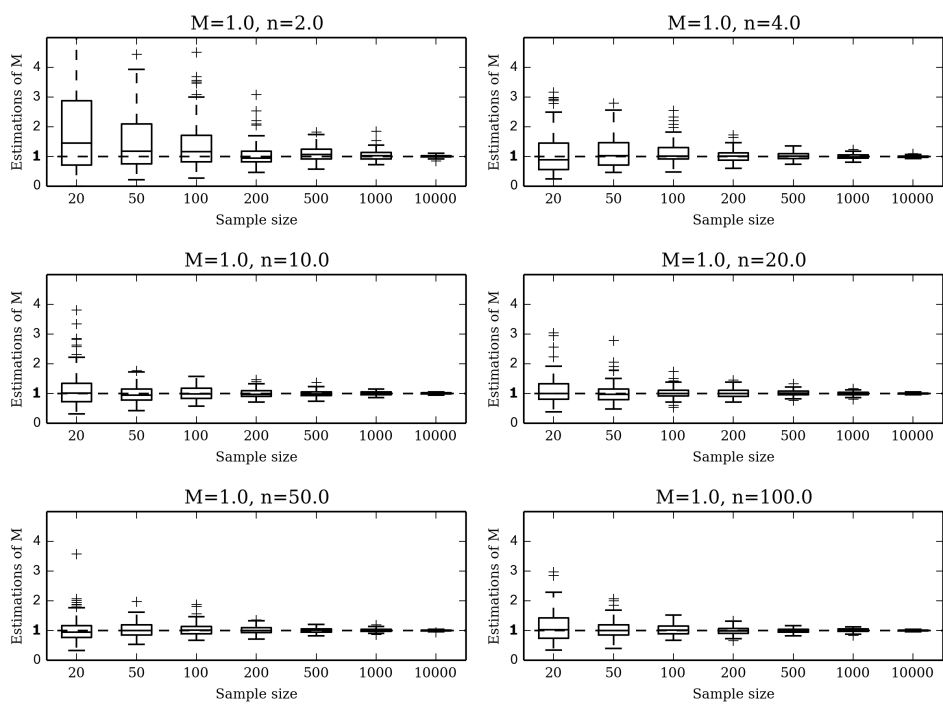 M=1.0, n=2.0
Estimations of M
4
3
2
1
0
20 50 100 200 500 1000 10000
Sample size
M=1.0, n=4.0
Estimations of M
4
3
2
1
0
20 50 100 200 500 1000 10000
Sample size
M=1.0, n=10.0
Estimations of M
4
3
2
1
0
20 50 100 200 500 1000 10000
Sample size
M=1.0, n=20.0
Estimations of M
4
3
2
1
0
20 50 100 200 500 1000 10000
Sample size
M=1.0, n=50.0
Estimations of M
4
3
2
1
0
20 50 100 200 500 1000 10000
Sample size
M=1.0, n=100.0
Estimations of M
4
3
2
1
0
20 50 100 200 500 1000 10000
Sample size